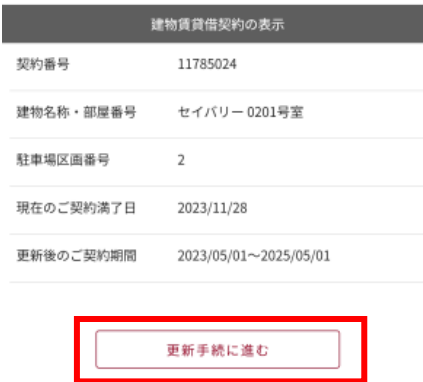 建物賃貸借契約の表示
契約番号 11785024
建物名称・部屋番号 セイバリー 0201号室
駐車場区画番号 2
現在のご契約満了日 2023/11/28
更新後のご契約期間 2023/05/01～2025/05/01
更新手続に進む